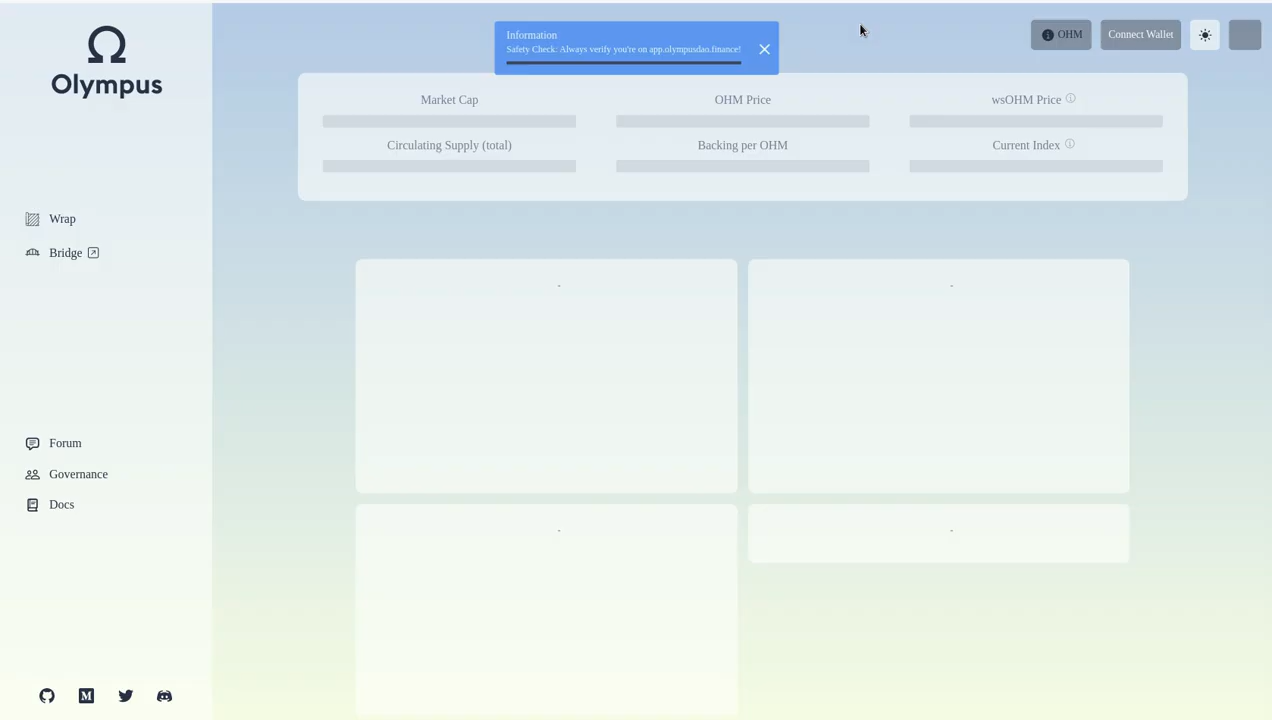 Olympus
Wrap
Bridge
Forum
Governance
Docs
Information
Safety Check: Always verify you're on app.olympusdao.finance!
OHM
Connect Wallet
Market Cap
OHM Price
wsOHM Price
Circulating Supply (total)
Backing per OHM
Current Index
-
-
-
-